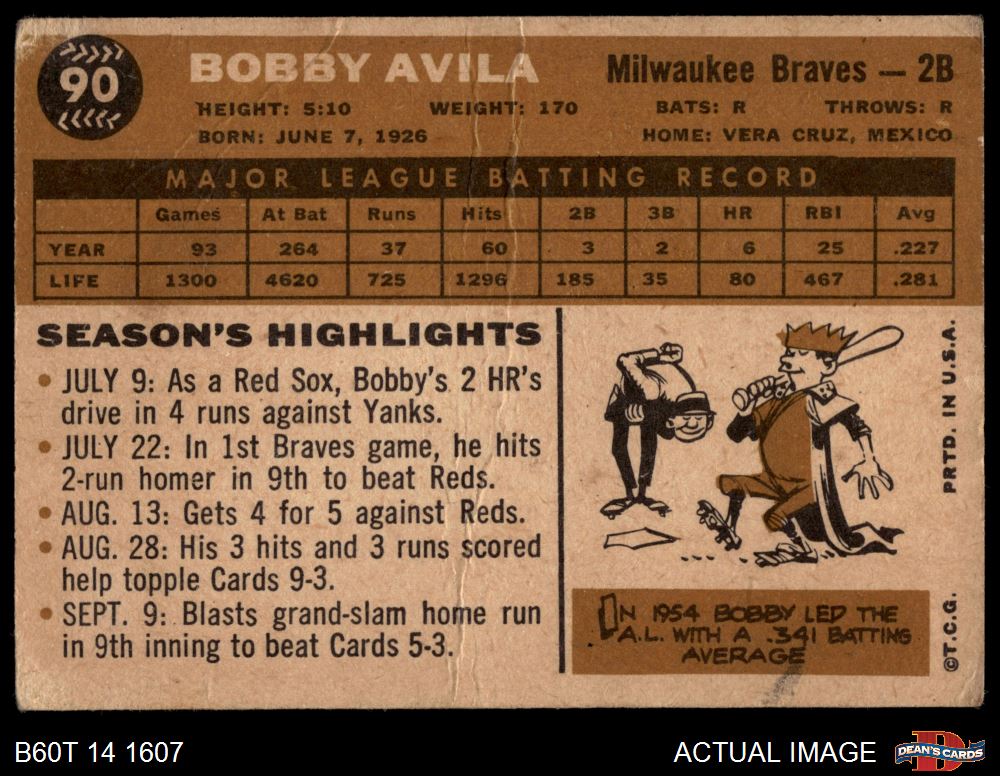 90
BOBBY AVILA
Milwaukee Braves — 2B
HEIGHT: 5:10 WEIGHT: 170 BATS: R THROWS: R
BORN: JUNE 7, 1926 HOME: VERA CRUZ, MEXICO
MAJOR LEAGUE BATTING RECORD
Games At Bat Runs Hits 2B 3B HR RBI Avg
YEAR 93 264 37 60 3 2 6 25 .227
LIFE 1300 4620 725 1296 185 35 80 467 .281
SEASON'S HIGHLIGHTS
• JULY 9: As a Red Sox, Bobby's 2 HR's
drive in 4 runs against Yanks.
• JULY 22: In 1st Braves game, he hits
2-run homer in 9th to beat Reds.
• AUG. 13: Gets 4 for 5 against Reds.
• AUG. 28: His 3 hits and 3 runs scored
help topple Cards 9-3.
• SEPT. 9: Blasts grand-slam home run
in 9th inning to beat Cards 5-3.
IN 1954 BOBBY LED THE
A.L. WITH A .341 BATTING
AVERAGE
©T.C.G. PRTD. IN U.S.A.
B60T 14 1607
ACTUAL IMAGE
DEAN'S CARDS